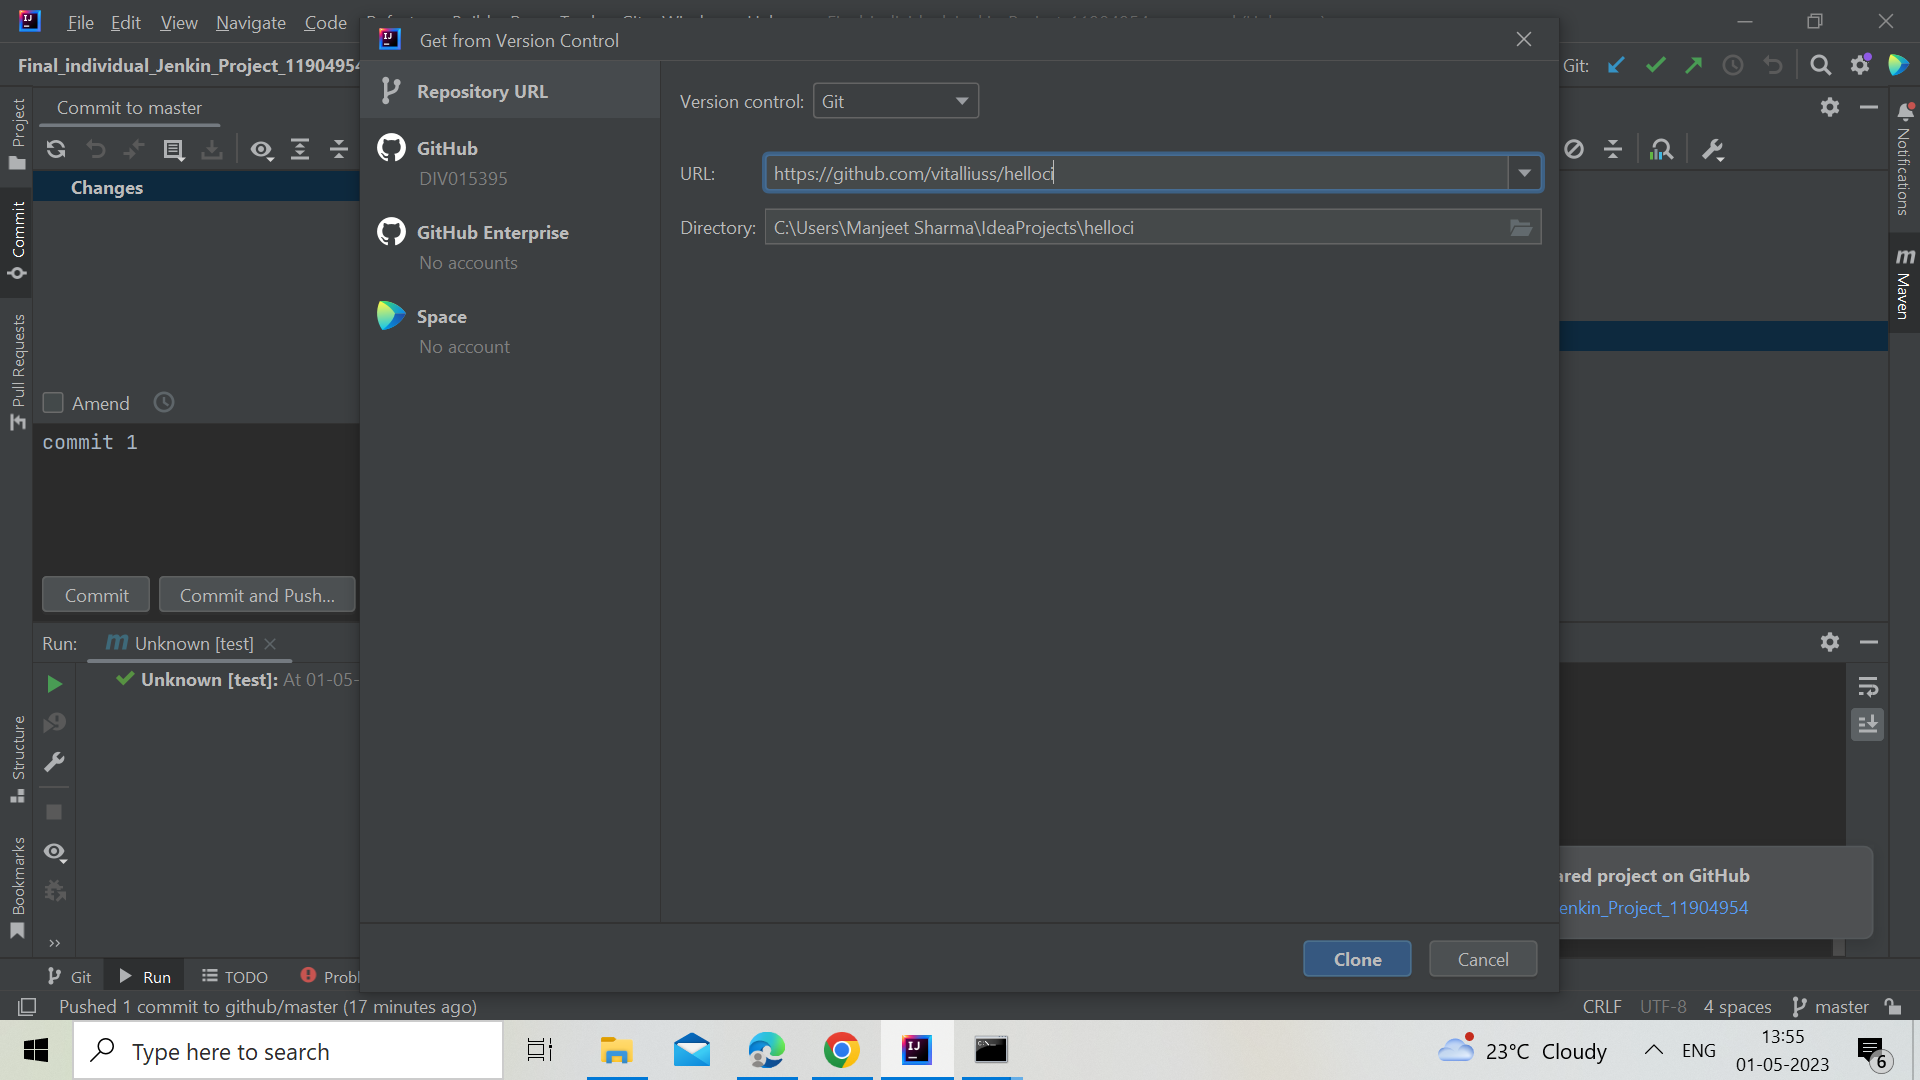 File Edit View Navigate Code
Final_individual_Jenkin_Project_11904954
Get from Version Control
Git:
Commit to master
Changes
Amend
commit 1
Commit
Commit and Push...
Project
Commit
Pull Requests
Structure
Bookmarks
Repository URL
GitHub
DIV015395
GitHub Enterprise
No accounts
Space
No account
Version control: Git
URL: https://github.com/vitalliuss/helloci
Directory: C:\Users\Manjeet Sharma\IdeaProjects\helloci
Clone
Cancel
Notifications
Maven
Run: Unknown [test]
Unknown [test]: At 01-05-
ared project on GitHub
enkin_Project_11904954
Git Run TODO Probl
Pushed 1 commit to github/master (17 minutes ago)
CRLF UTF-8 4 spaces master
Type here to search
23°C Cloudy
ENG
13:55
01-05-2023
6